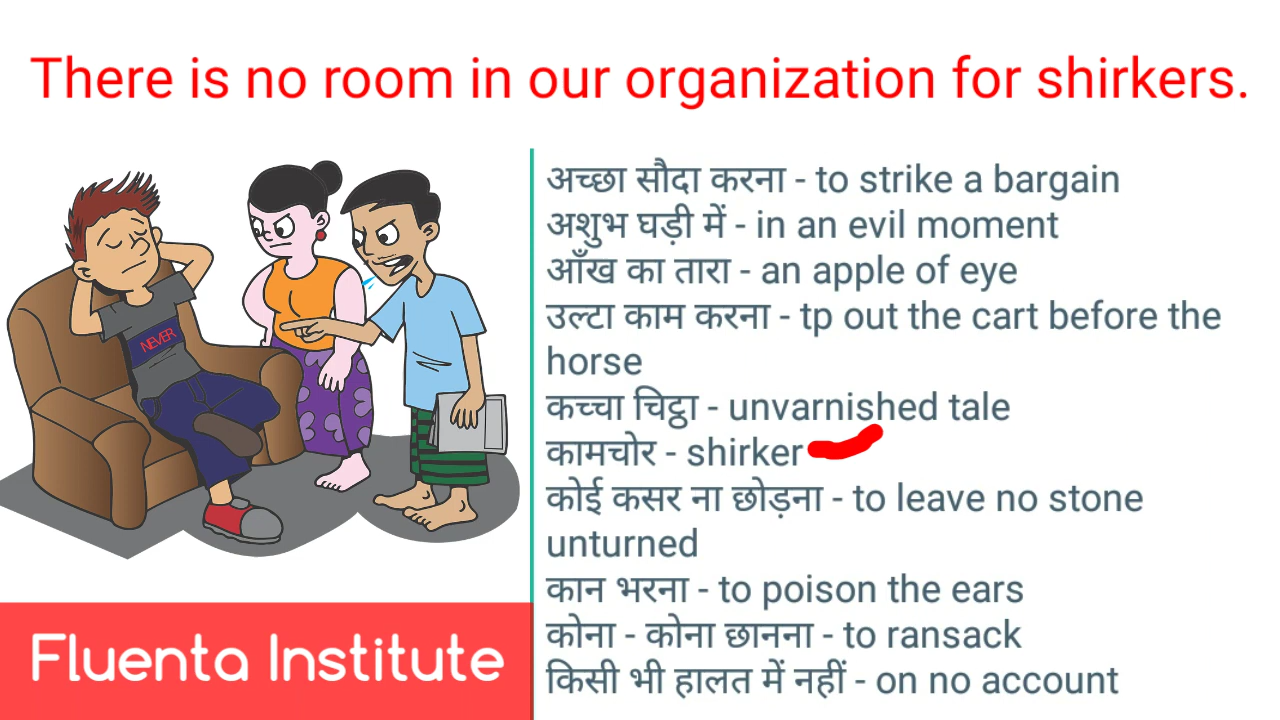 There is no room in our organization for shirkers.
NEVER
अच्छा सौदा करना - to strike a bargain
अशुभ घड़ी में - in an evil moment
आँख का तारा - an apple of eye
उल्टा काम करना - tp out the cart before the
horse
कच्चा चिट्ठा - unvarnished tale
कामचोर - shirker
कोई कसर ना छोड़ना - to leave no stone
unturned
कान भरना - to poison the ears
कोना - कोना छानना - to ransack
किसी भी हालत में नहीं - on no account
Fluenta Institute